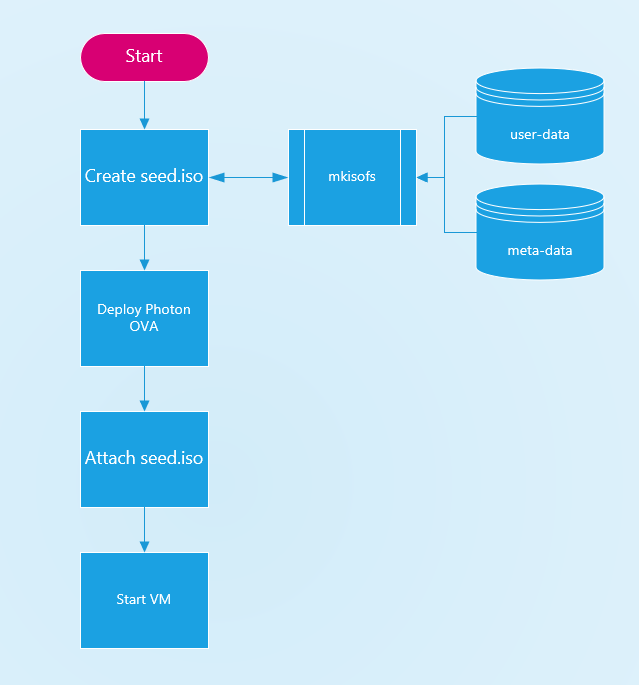 Start
Create seed.iso
mkisofs
user-data
meta-data
Deploy Photon
OVA
Attach seed.iso
Start VM